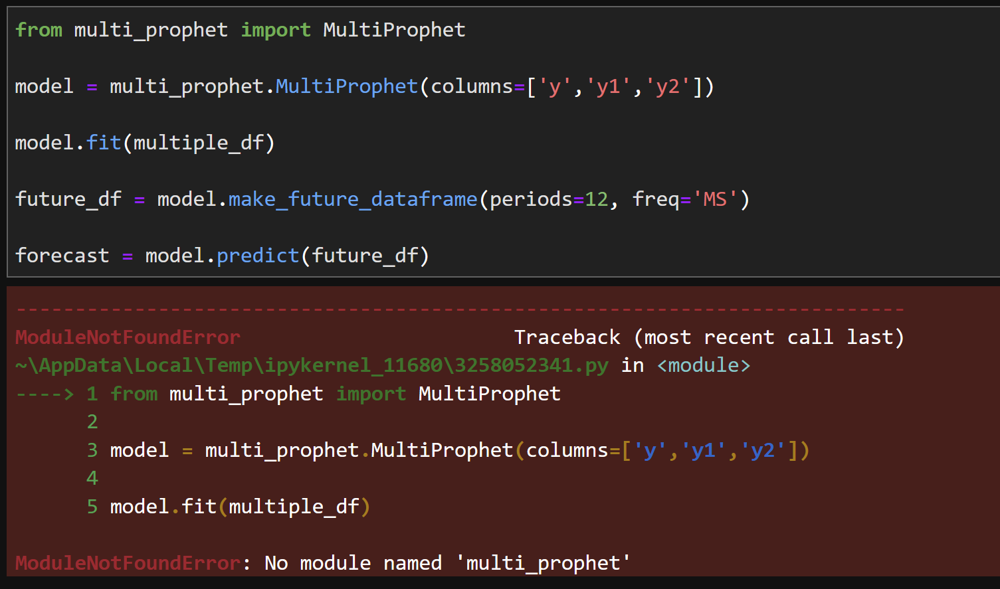 from multi_prophet import MultiProphet
model = multi_prophet.MultiProphet(columns=['y','y1','y2'])
model.fit(multiple_df)
future_df = model.make_future_dataframe(periods=12, freq='MS')
forecast = model.predict(future_df)
---------------------------------------------------------------------------
ModuleNotFoundError                       Traceback (most recent call last)
~\AppData\Local\Temp\ipykernel_11680\3258052341.py in <module>
----> 1 from multi_prophet import MultiProphet
      2
      3 model = multi_prophet.MultiProphet(columns=['y','y1','y2'])
      4
      5 model.fit(multiple_df)
ModuleNotFoundError: No module named 'multi_prophet'